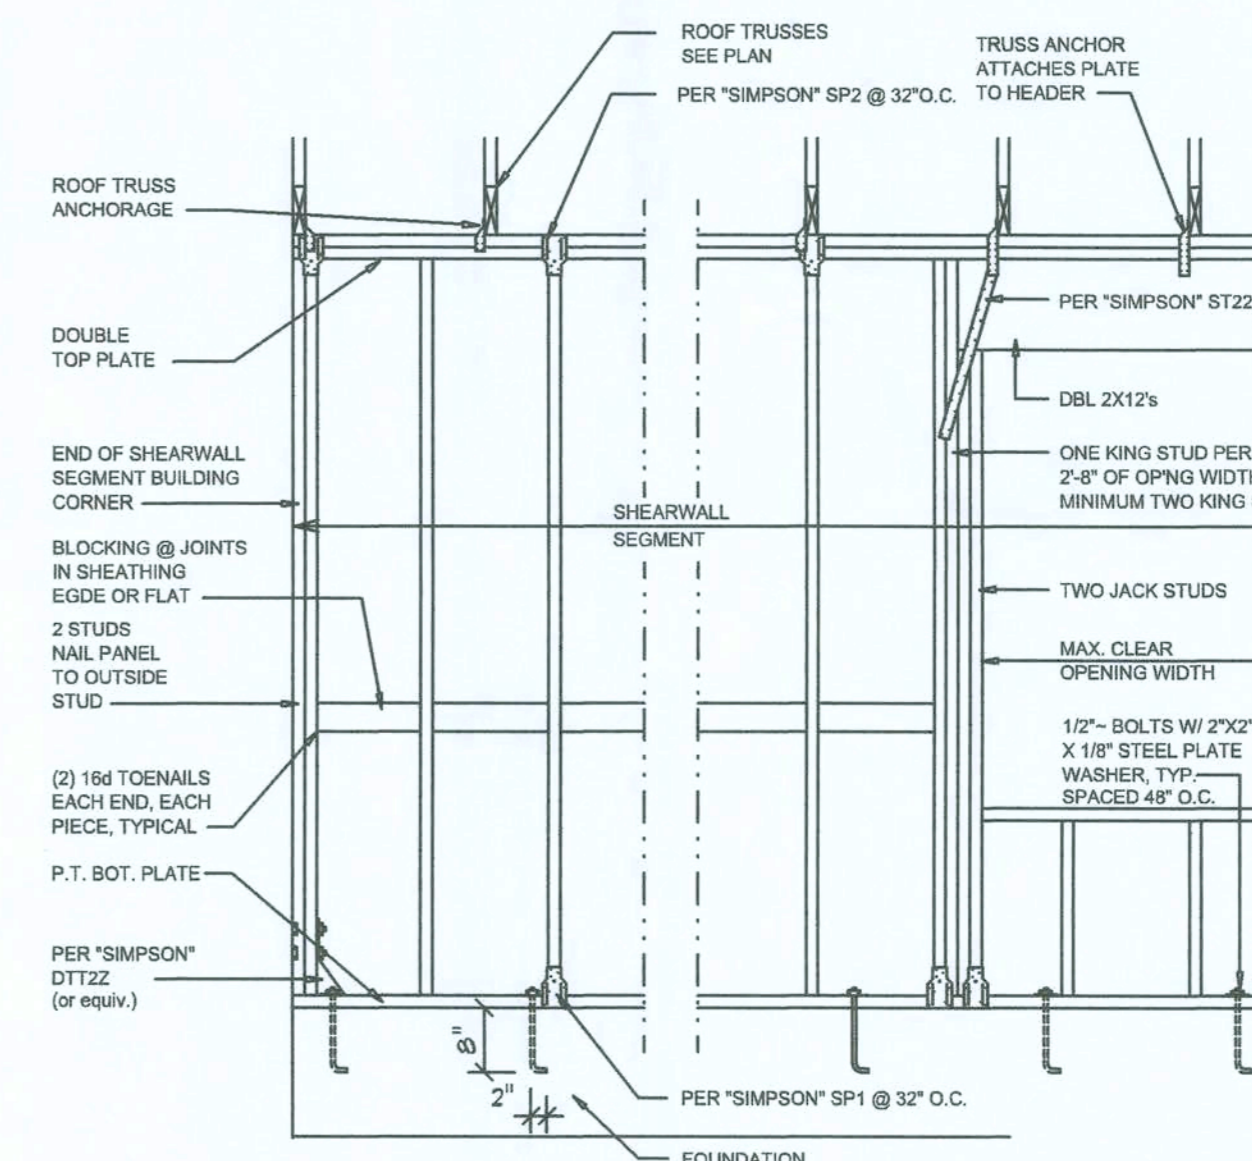 ROOF TRUSSES
SEE PLAN
PER "SIMPSON" SP2 @ 32"O.C.
TRUSS ANCHOR
ATTACHES PLATE
TO HEADER
ROOF TRUSS
ANCHORAGE
DOUBLE
TOP PLATE
END OF SHEARWALL
SEGMENT BUILDING
CORNER
BLOCKING @ JOINTS
IN SHEATHING
EGDE OR FLAT
2 STUDS
NAIL PANEL
TO OUTSIDE
STUD
(2) 16d TOENAILS
EACH END, EACH
PIECE, TYPICAL
P.T. BOT. PLATE
PER "SIMPSON"
DTT2Z
(or equiv.)
SHEARWALL
SEGMENT
PER "SIMPSON" ST22
DBL 2X12's
ONE KING STUD PER
2'-8" OF OP'NG WIDTH
MINIMUM TWO KING
TWO JACK STUDS
MAX. CLEAR
OPENING WIDTH
1/2"~ BOLTS W/ 2"X2"
X 1/8" STEEL PLATE
WASHER, TYP.
SPACED 48" O.C.
8"
2"
PER "SIMPSON" SP1 @ 32" O.C.
FOUNDATION